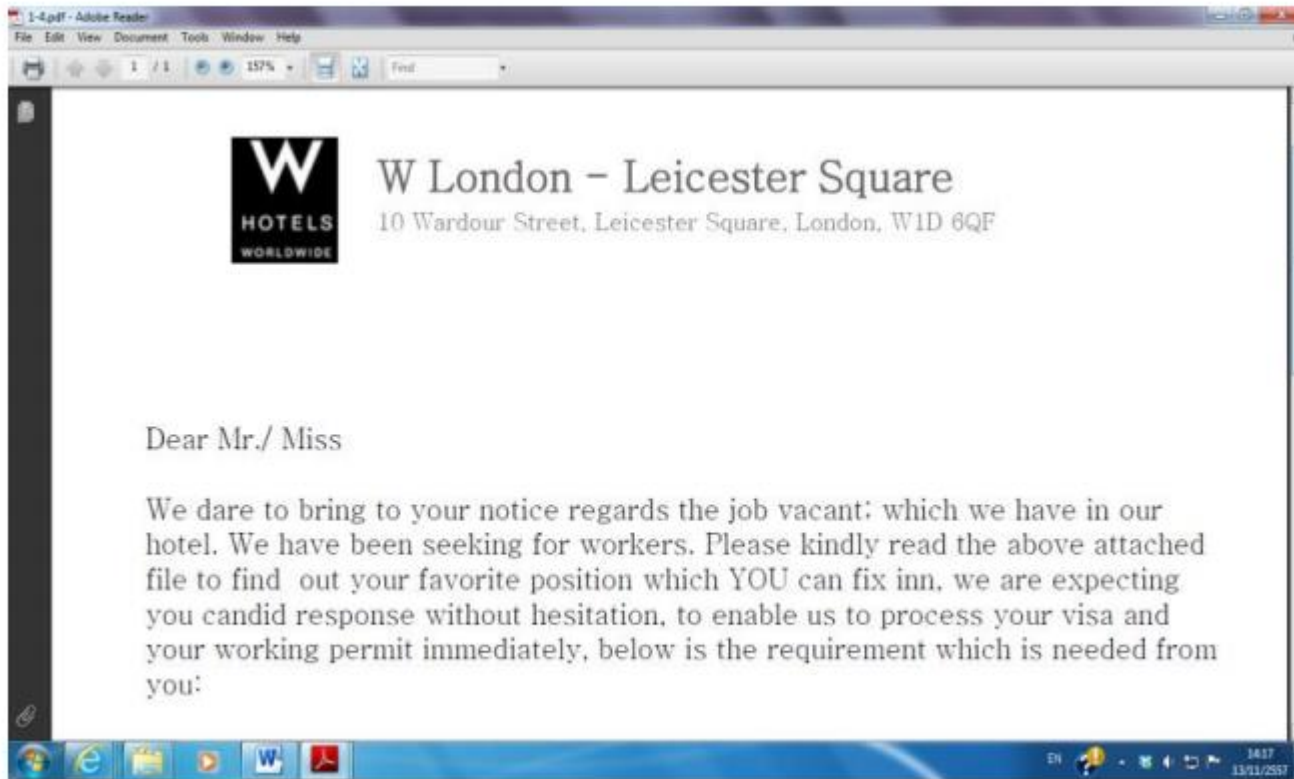 1-4.pdf - Adobe Reader
File Edit View Document Tools Window Help
1 / 1 157% Find
W
HOTELS
WORLDWIDE
W London - Leicester Square
10 Wardour Street, Leicester Square, London, W1D 6QF
Dear Mr./ Miss
We dare to bring to your notice regards the job vacant: which we have in our
hotel. We have been seeking for workers. Please kindly read the above attached
file to find out your favorite position which YOU can fix inn, we are expecting
you candid response without hesitation, to enable us to process your visa and
your working permit immediately, below is the requirement which is needed from
you:
EN 14:17
13/11/2557